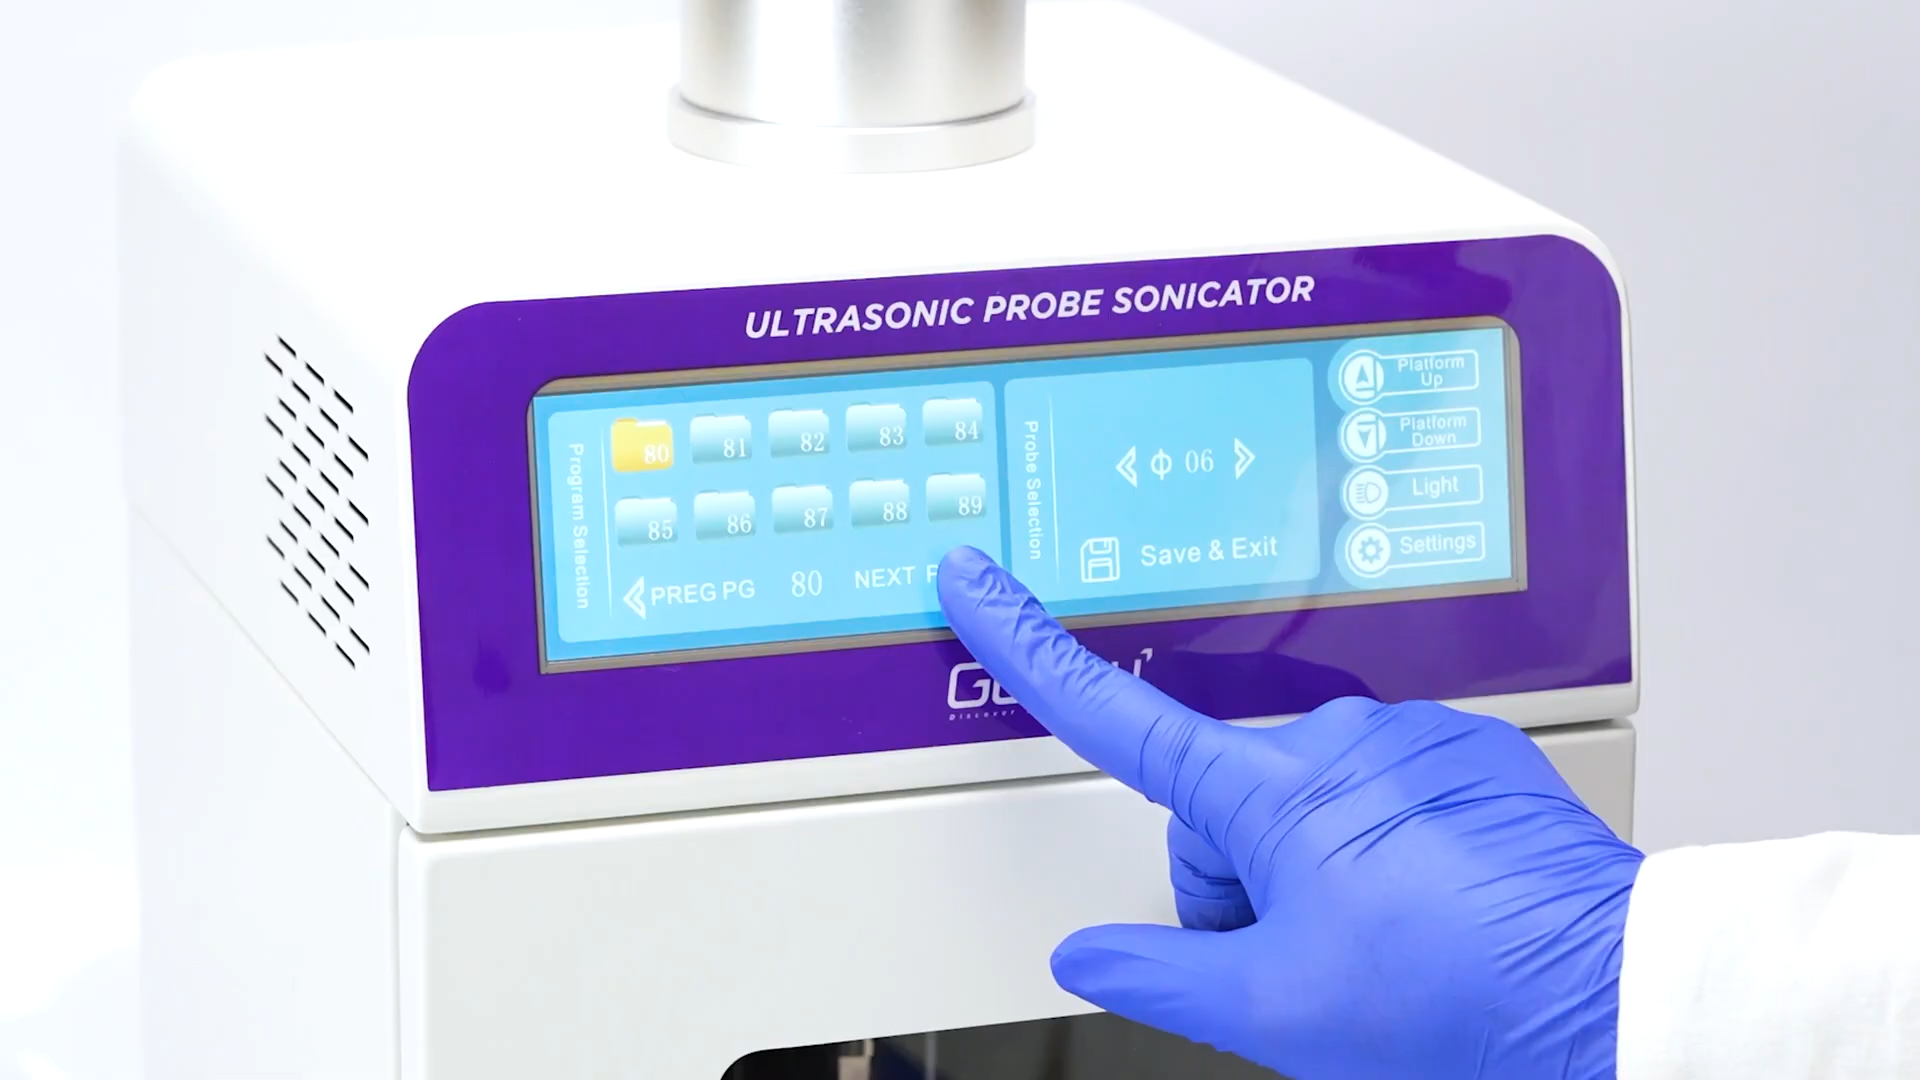 ULTRASONIC PROBE SONICATOR
Program Selection
80 81 82 83 84
85 86 87 88 89
PREG PG 80 NEXT
Probe Selection
ф 06
Save & Exit
Platform
Up
Platform
Down
Light
Settings
Discover